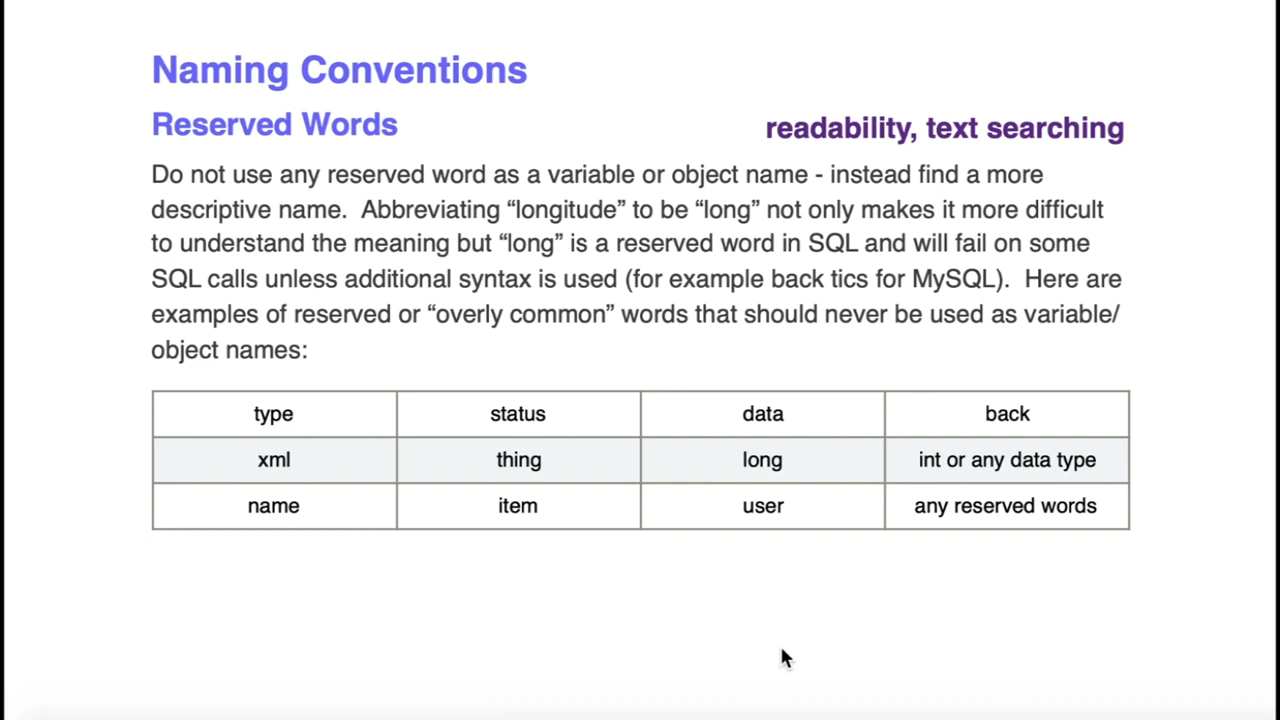 Naming Conventions
Reserved Words
readability, text searching
Do not use any reserved word as a variable or object name - instead find a more
descriptive name.  Abbreviating “longitude” to be “long” not only makes it more difficult
to understand the meaning but “long” is a reserved word in SQL and will fail on some
SQL calls unless additional syntax is used (for example back tics for MySQL).  Here are
examples of reserved or “overly common” words that should never be used as variable/
object names:
type status data back
xml thing long int or any data type
name item user any reserved words